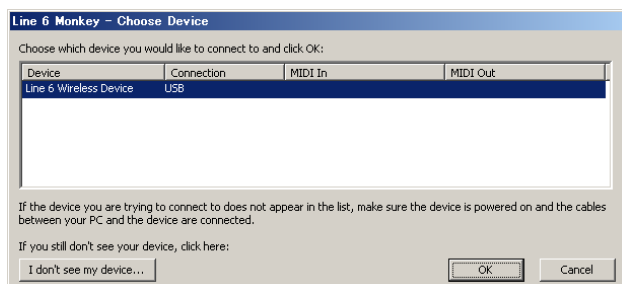 Line 6 Monkey - Choose Device
Choose which device you would like to connect to and click OK:
Device Connection MIDI In MIDI Out
Line 6 Wireless Device USB
If the device you are trying to connect to does not appear in the list, make sure the device is powered on and the cables
between your PC and the device are connected.
If you still don't see your device, click here:
I don't see my device... OK Cancel